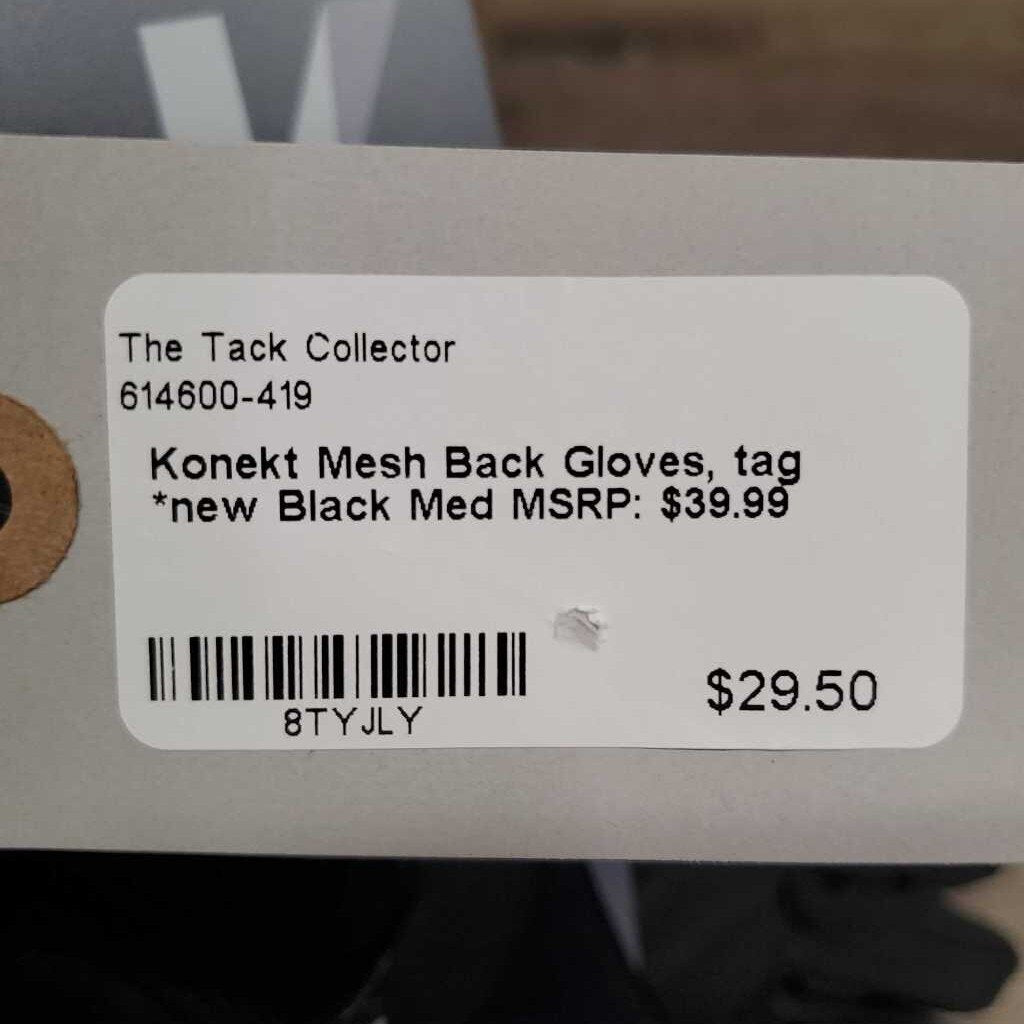 The Tack Collector
614600-419
Konekt Mesh Back Gloves, tag
*new Black Med MSRP: $39.99
8TYJLY
$29.50